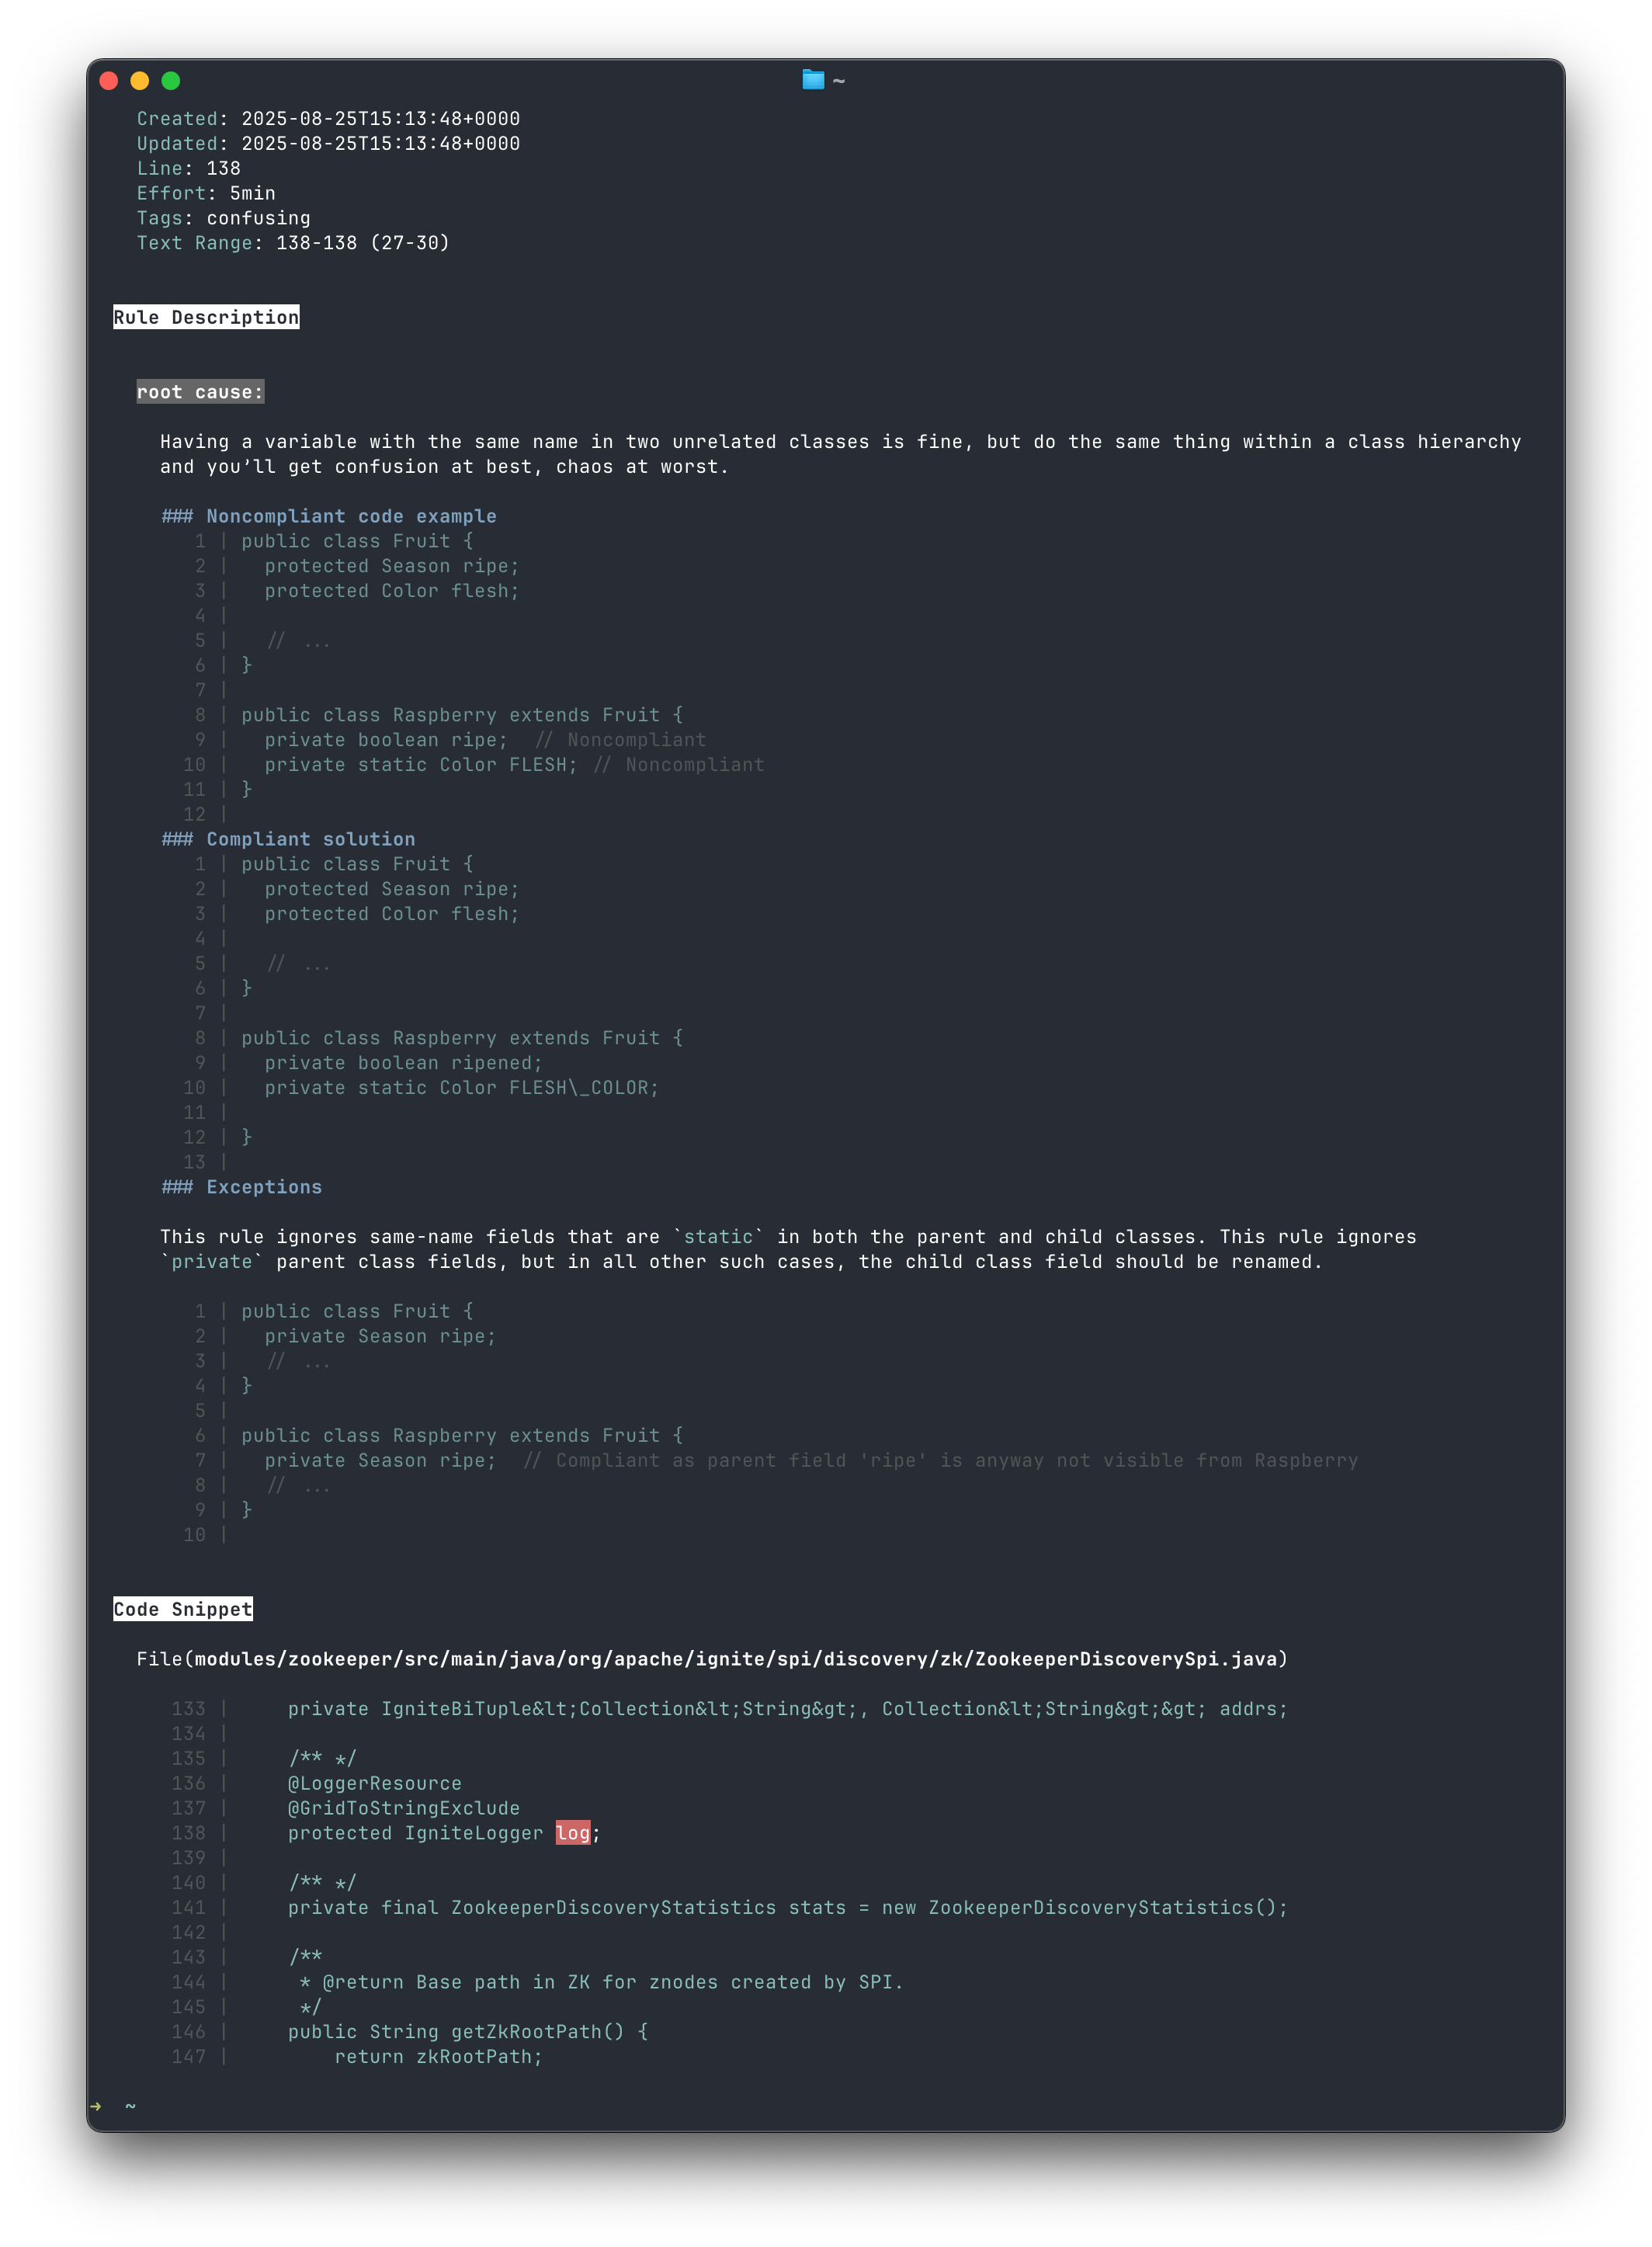 ~
Created: 2025-08-25T15:13:48+0000
Updated: 2025-08-25T15:13:48+0000
Line: 138
Effort: 5min
Tags: confusing
Text Range: 138-138 (27-30)
Rule Description
root cause:
Having a variable with the same name in two unrelated classes is fine, but do the same thing within a class hierarchy
and you’ll get confusion at best, chaos at worst.
### Noncompliant code example
1 | public class Fruit {
2 |   protected Season ripe;
3 |   protected Color flesh;
4 |
5 |   // ...
6 | }
7 |
8 | public class Raspberry extends Fruit {
9 |   private boolean ripe;  // Noncompliant
10 |   private static Color FLESH; // Noncompliant
11 | }
12 |
### Compliant solution
1 | public class Fruit {
2 |   protected Season ripe;
3 |   protected Color flesh;
4 |
5 |   // ...
6 | }
7 |
8 | public class Raspberry extends Fruit {
9 |   private boolean ripened;
10 |   private static Color FLESH\_COLOR;
11 |
12 | }
13 |
### Exceptions
This rule ignores same-name fields that are `static` in both the parent and child classes. This rule ignores
`private` parent class fields, but in all other such cases, the child class field should be renamed.
1 | public class Fruit {
2 |   private Season ripe;
3 |   // ...
4 | }
5 |
6 | public class Raspberry extends Fruit {
7 |   private Season ripe;  // Compliant as parent field 'ripe' is anyway not visible from Raspberry
8 |   // ...
9 | }
10 |
Code Snippet
File(modules/zookeeper/src/main/java/org/apache/ignite/spi/discovery/zk/ZookeeperDiscoverySpi.java)
133 |     private IgniteBiTuple&lt;Collection&lt;String&gt;, Collection&lt;String&gt;&gt; addrs;
134 |
135 |     /** */
136 |     @LoggerResource
137 |     @GridToStringExclude
138 |     protected IgniteLogger log;
139 |
140 |     /** */
141 |     private final ZookeeperDiscoveryStatistics stats = new ZookeeperDiscoveryStatistics();
142 |
143 |     /**
144 |      * @return Base path in ZK for znodes created by SPI.
145 |      */
146 |     public String getZkRootPath() {
147 |         return zkRootPath;
➜ ~